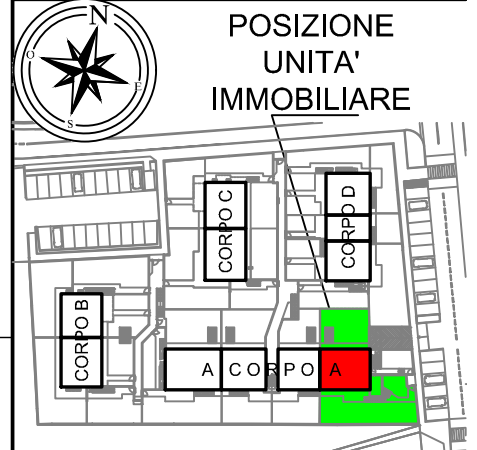 N
O
E
S
POSIZIONE
UNITA'
IMMOBILIARE
CORPO C
CORPO D
CORPO B
A CORPO A